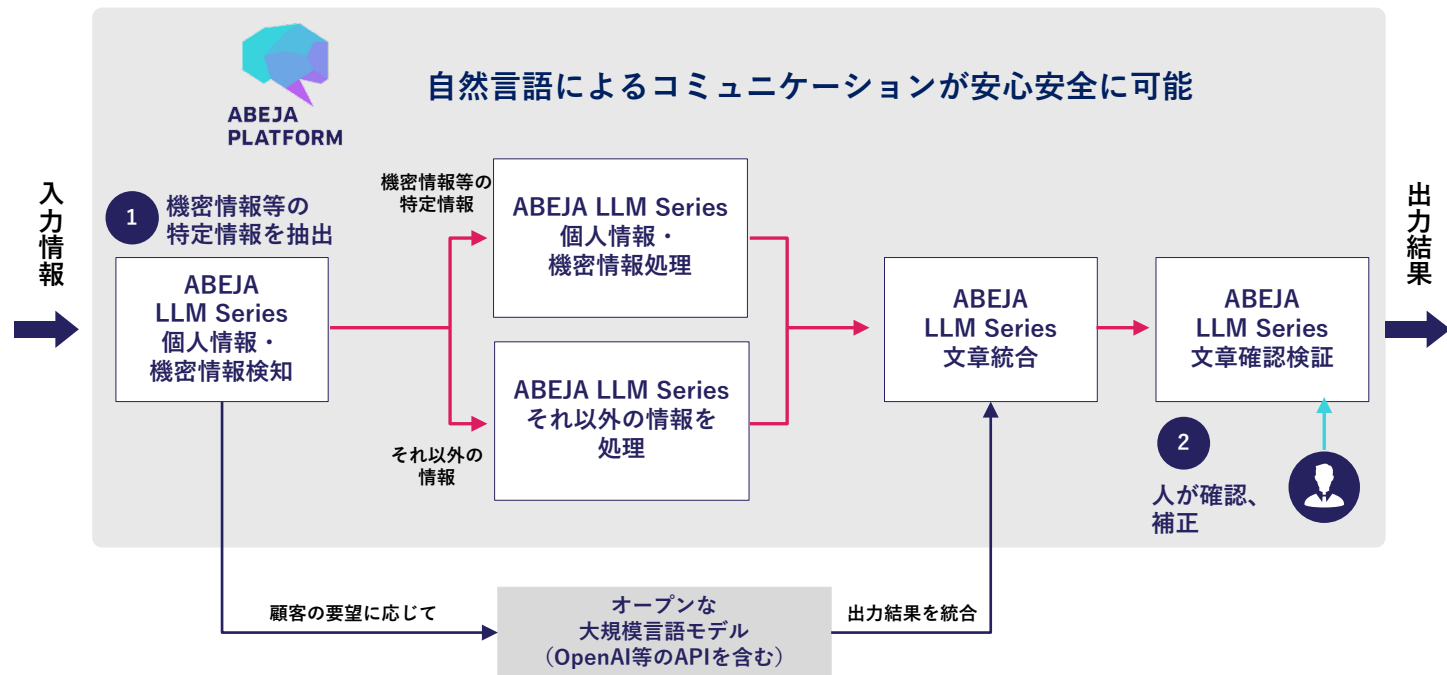 ABEJA
PLATFORM
自然言語によるコミュニケーションが安心安全に可能
入力情報
1
機密情報等の
特定情報を抽出
ABEJA
LLM Series
個人情報・
機密情報検知
機密情報等の
特定情報
ABEJA LLM Series
個人情報・
機密情報処理
それ以外の
情報
ABEJA LLM Series
それ以外の情報を
処理
ABEJA
LLM Series
文章統合
ABEJA
LLM Series
文章確認検証
2
人が確認、
補正
出力結果
顧客の要望に応じて
オープンな
大規模言語モデル
（OpenAI等のAPIを含む）
出力結果を統合